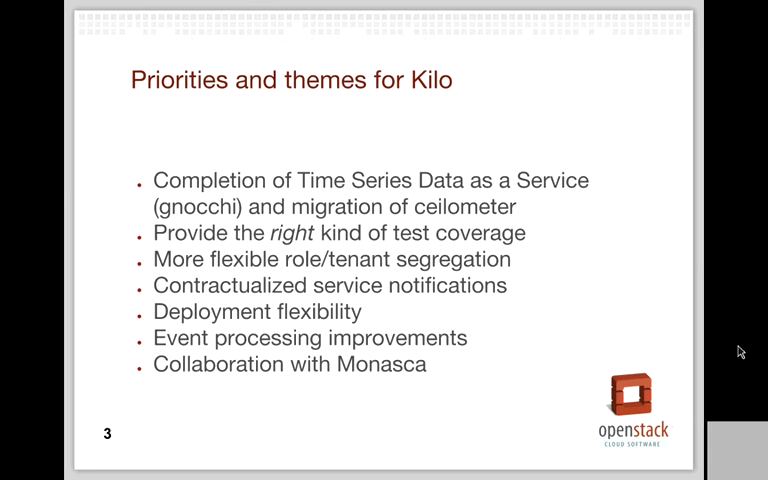 Priorities and themes for Kilo
Completion of Time Series Data as a Service
(gnocchi) and migration of ceilometer
Provide the right kind of test coverage
More flexible role/tenant segregation
Contractualized service notifications
Deployment flexibility
Event processing improvements
Collaboration with Monasca
3
openstack
CLOUD SOFTWARE